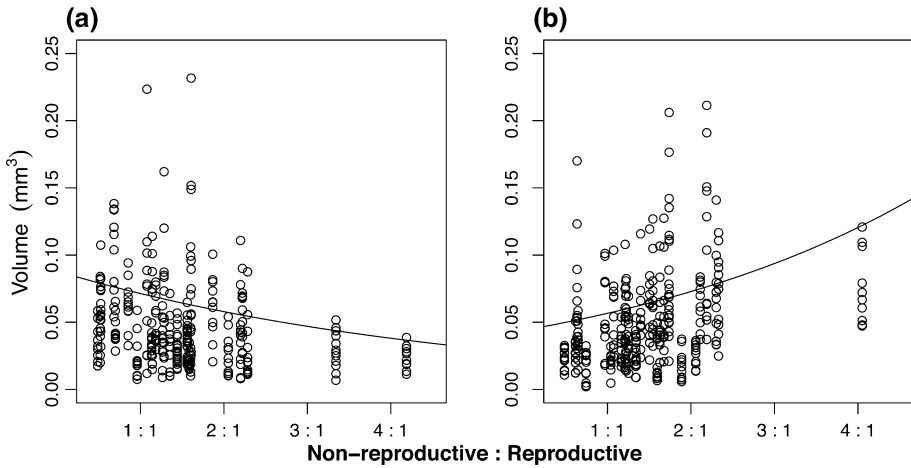 (a)
(b)
Volume (mm³)
0.25
0.20
0.15
0.10
0.05
0.00
0.25
0.20
0.15
0.10
0.05
0.00
1 : 1
2 : 1
3 : 1
4 : 1
1 : 1
2 : 1
3 : 1
4 : 1
Non−reproductive : Reproductive